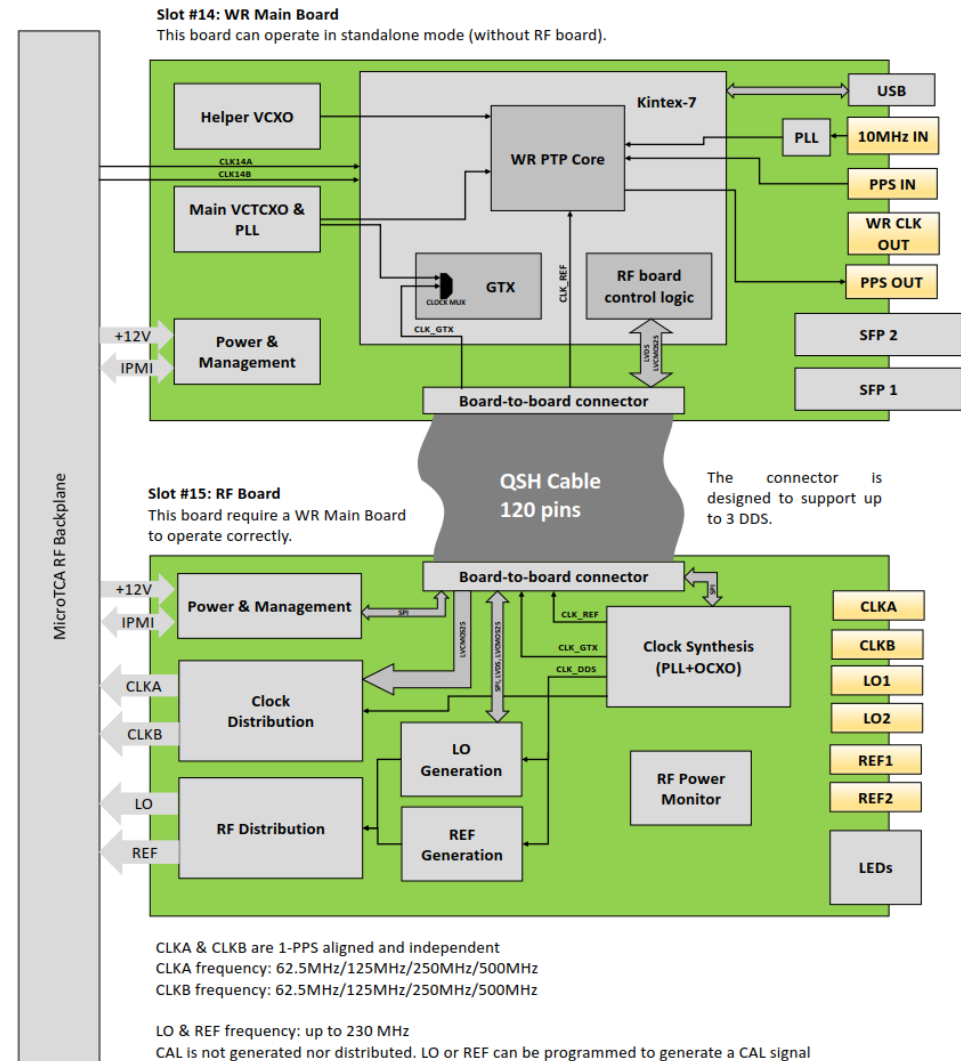 Slot #14: WR Main Board
This board can operate in standalone mode (without RF board).
Helper VCXO
Kintex-7
USB
WR PTP Core
PLL
10MHz IN
CLK14A
CLK14B
PPS IN
Main VCTCXO &
PLL
WR CLK
OUT
CLK_REF
GTX
CLOCK MUX
RF board
control logic
PPS OUT
CLK_GTX
LVDS
LVCMOS25
+12V
IPMI
Power &
Management
SFP 2
SFP 1
Board-to-board connector
QSH Cable
120 pins
The connector is
designed to support up
to 3 DDS.
MicroTCA RF Backplane
Slot #15: RF Board
This board require a WR Main Board
to operate correctly.
Board-to-board connector
+12V
IPMI
Power & Management
SPI
SPI
LVCMOS25
SPI, LVDS, LVCMOS25
CLK_REF
CLK_GTX
CLK_DDS
Clock Synthesis
(PLL+OCXO)
CLKA
CLKB
LO1
LO2
REF1
REF2
LEDs
CLKA
CLKB
Clock
Distribution
LO
Generation
RF Power
Monitor
LO
REF
RF Distribution
REF
Generation
CLKA & CLKB are 1-PPS aligned and independent
CLKA frequency: 62.5MHz/125MHz/250MHz/500MHz
CLKB frequency: 62.5MHz/125MHz/250MHz/500MHz
LO & REF frequency: up to 230 MHz
CAL is not generated nor distributed. LO or REF can be programmed to generate a CAL signal